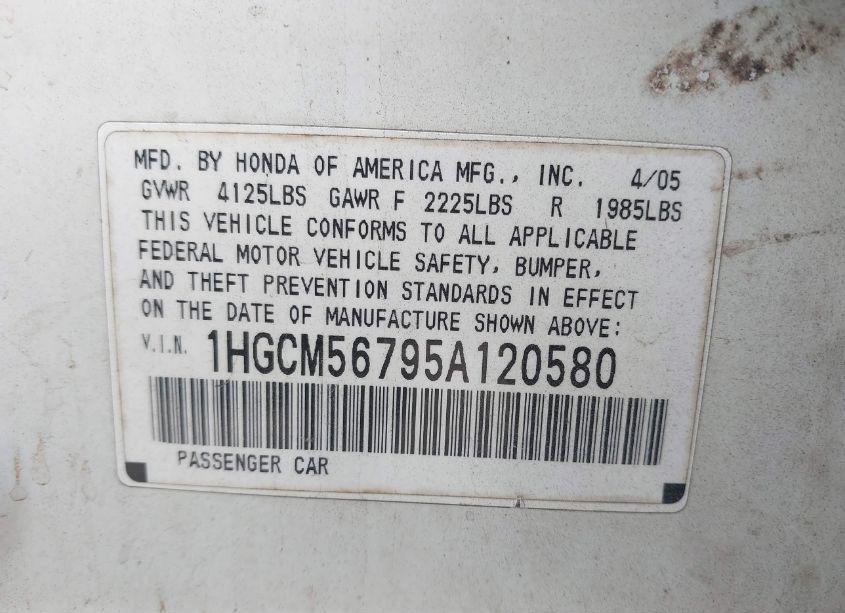 MFD. BY HONDA OF AMERICA MFG., INC. 4/05
GVWR 4125LBS GAWR F 2225LBS R 1985LBS
THIS VEHICLE CONFORMS TO ALL APPLICABLE
FEDERAL MOTOR VEHICLE SAFETY, BUMPER,
AND THEFT PREVENTION STANDARDS IN EFFECT
ON THE DATE OF MANUFACTURE SHOWN ABOVE:
V.I.N. 1HGCM56795A120580
PASSENGER CAR